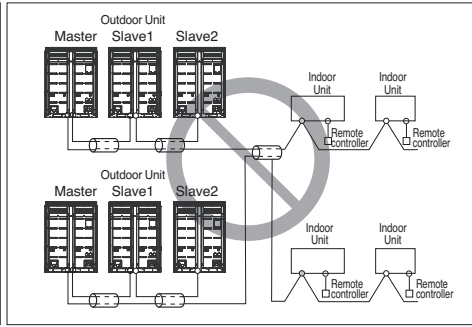 Outdoor Unit
Master Slave1 Slave2
Indoor
Unit
Indoor
Unit
Remote
controller
Remote
controller
Outdoor Unit
Master Slave1 Slave2
Indoor
Unit
Indoor
Unit
Remote
controller
Remote
controller